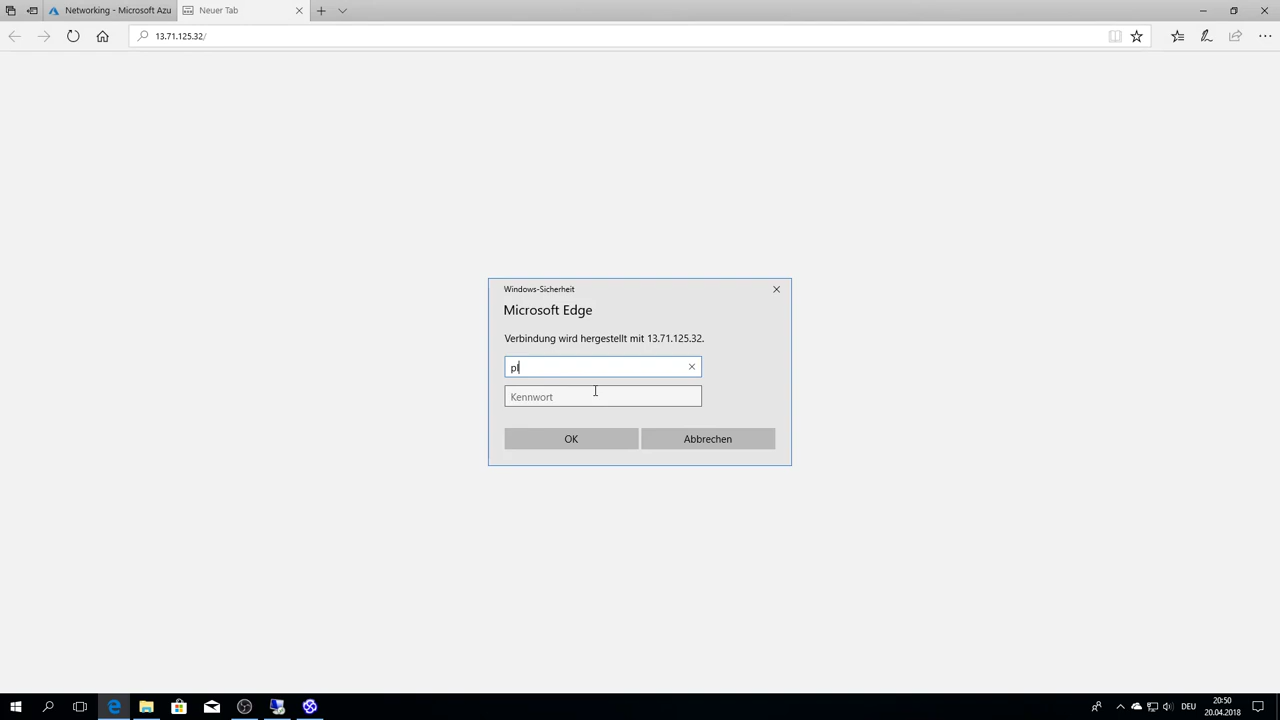 Networking - Microsoft Azu
Neuer Tab
13.71.125.32/
Windows-Sicherheit
Microsoft Edge
Verbindung wird hergestellt mit 13.71.125.32.
pl
Kennwort
OK
Abbrechen
DEU
20:50
20.04.2018